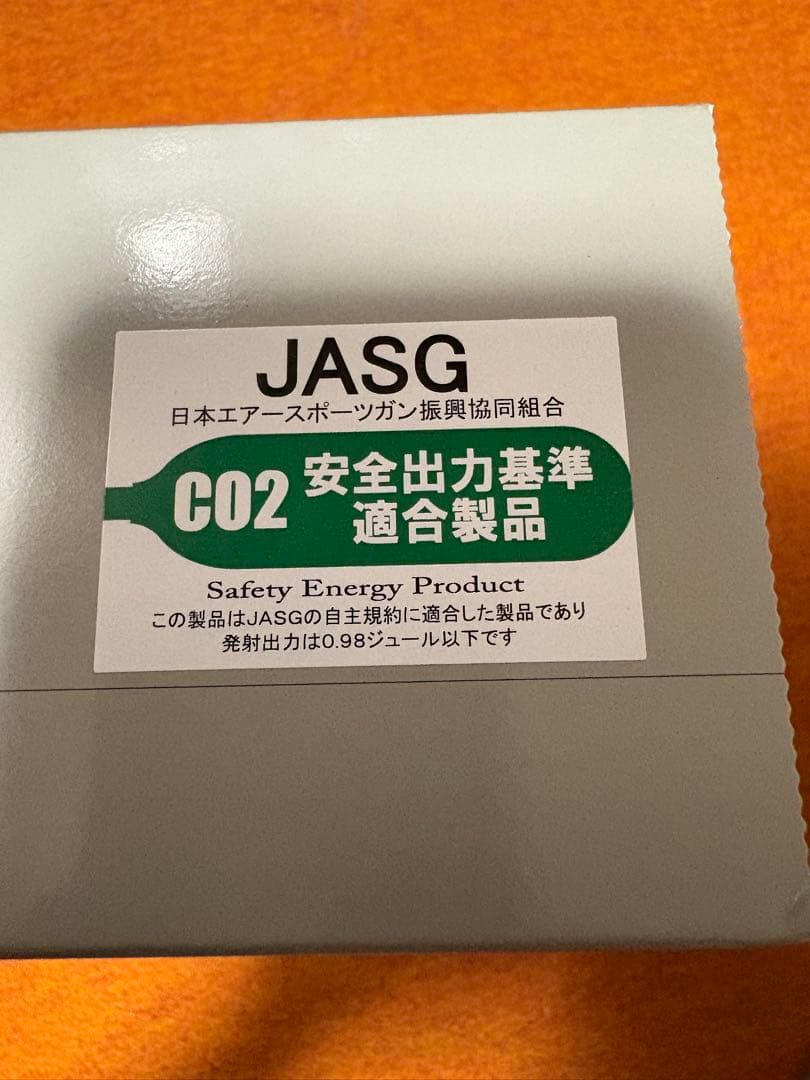 JASG
日本エアースポーツガン振興協同組合
CO2 安全出力基準
適合製品
Safety Energy Product
この製品はJASGの自主規約に適合した製品であり
発射出力は0.98ジュール以下です